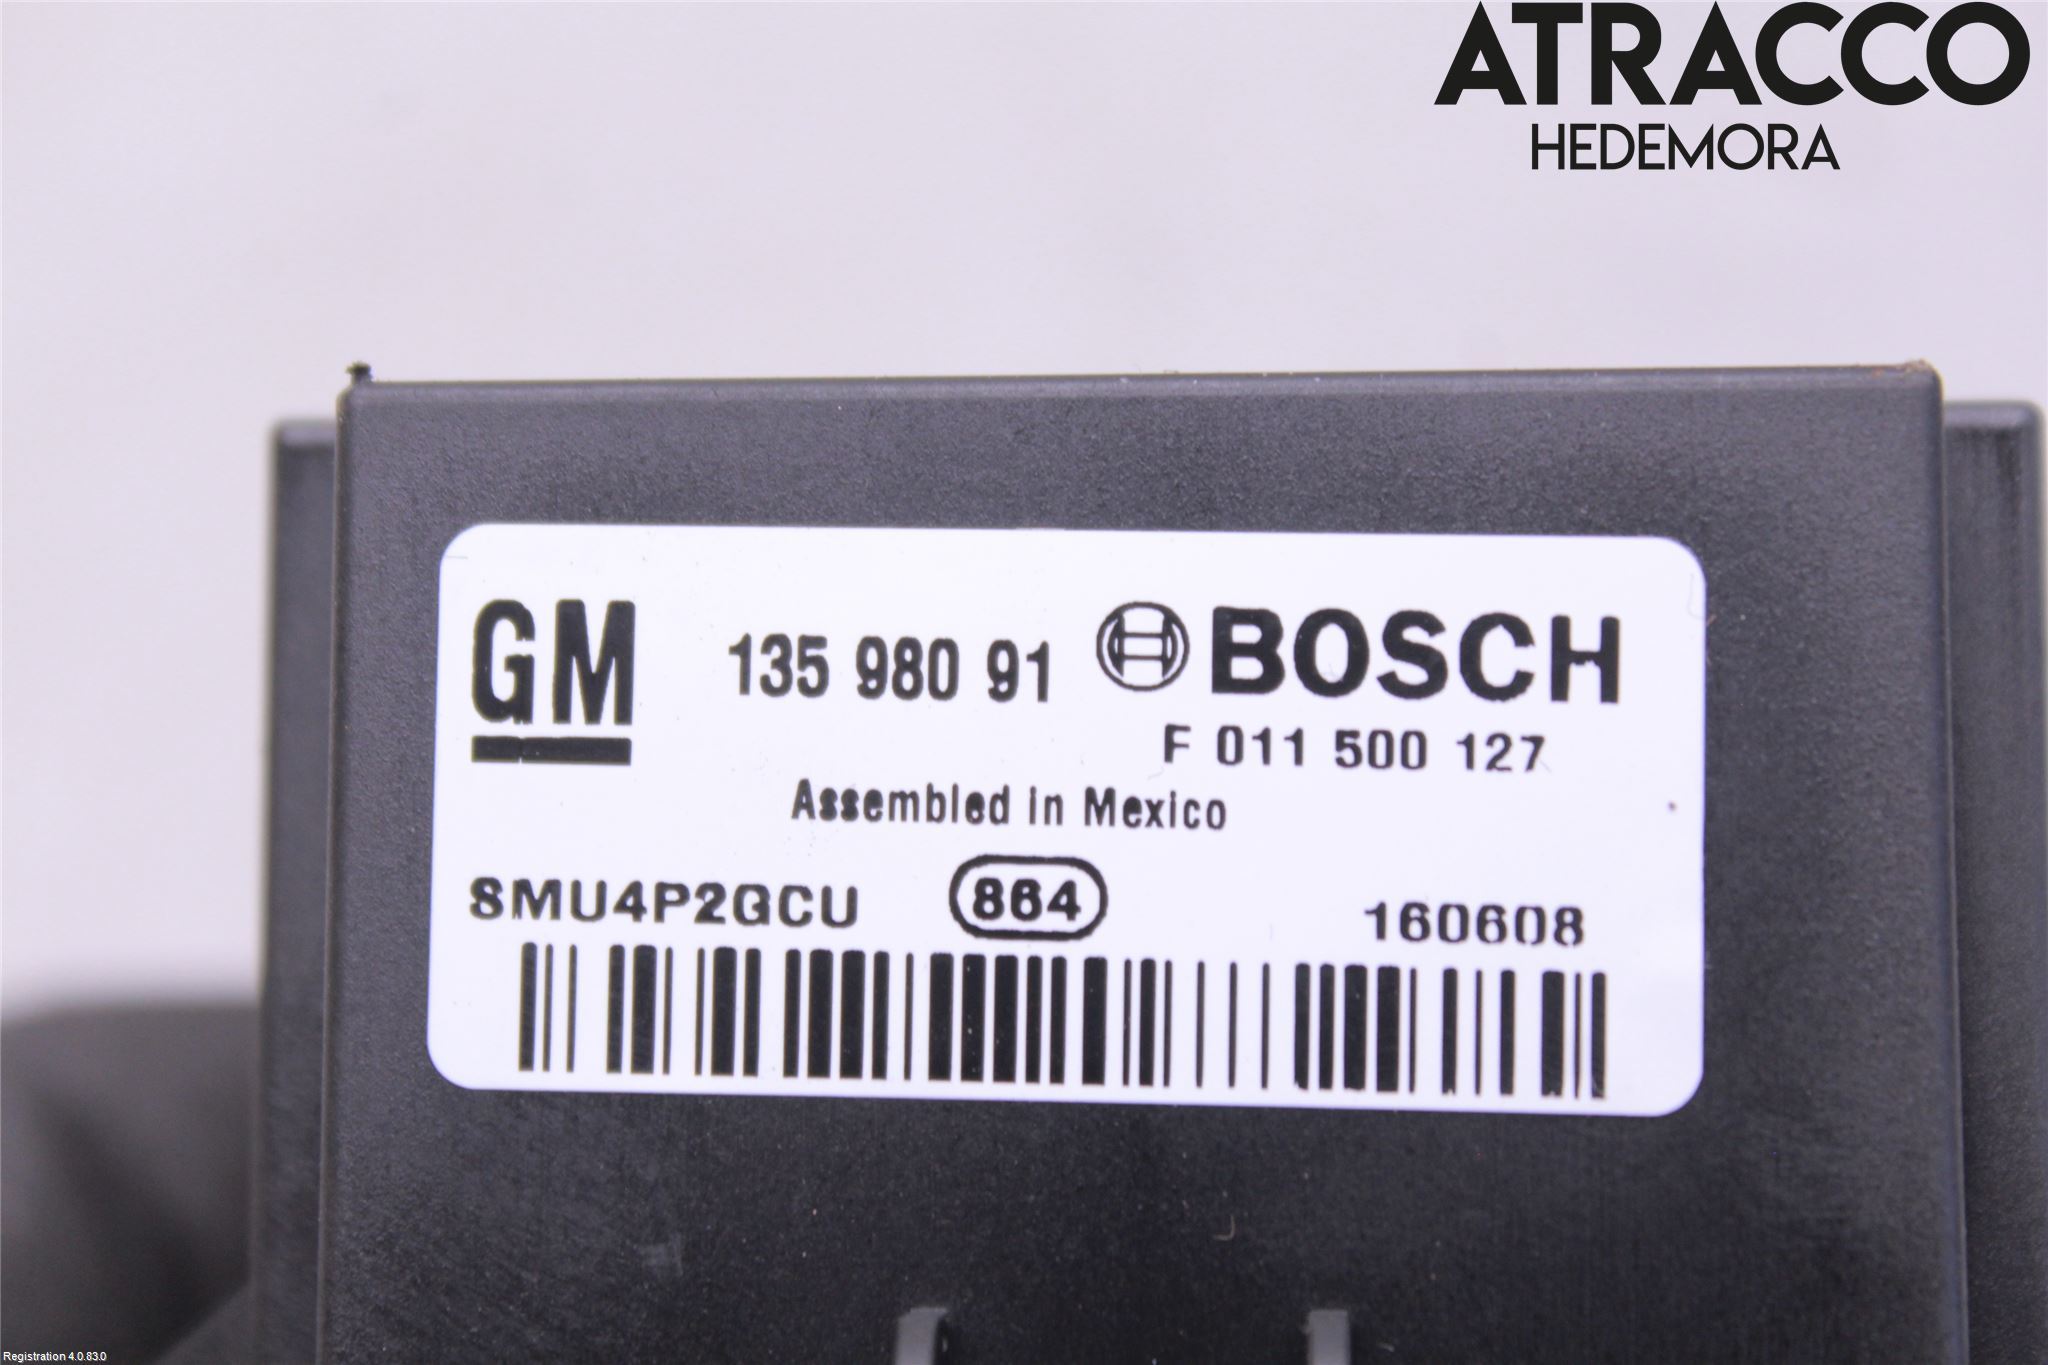 ATRACCO
HEDEMORA
GM 135 980 91 BOSCH
F 011 500 127
Assembled in Mexico
SMU4P2GCU 864 160608
Registration 4.0.83.0